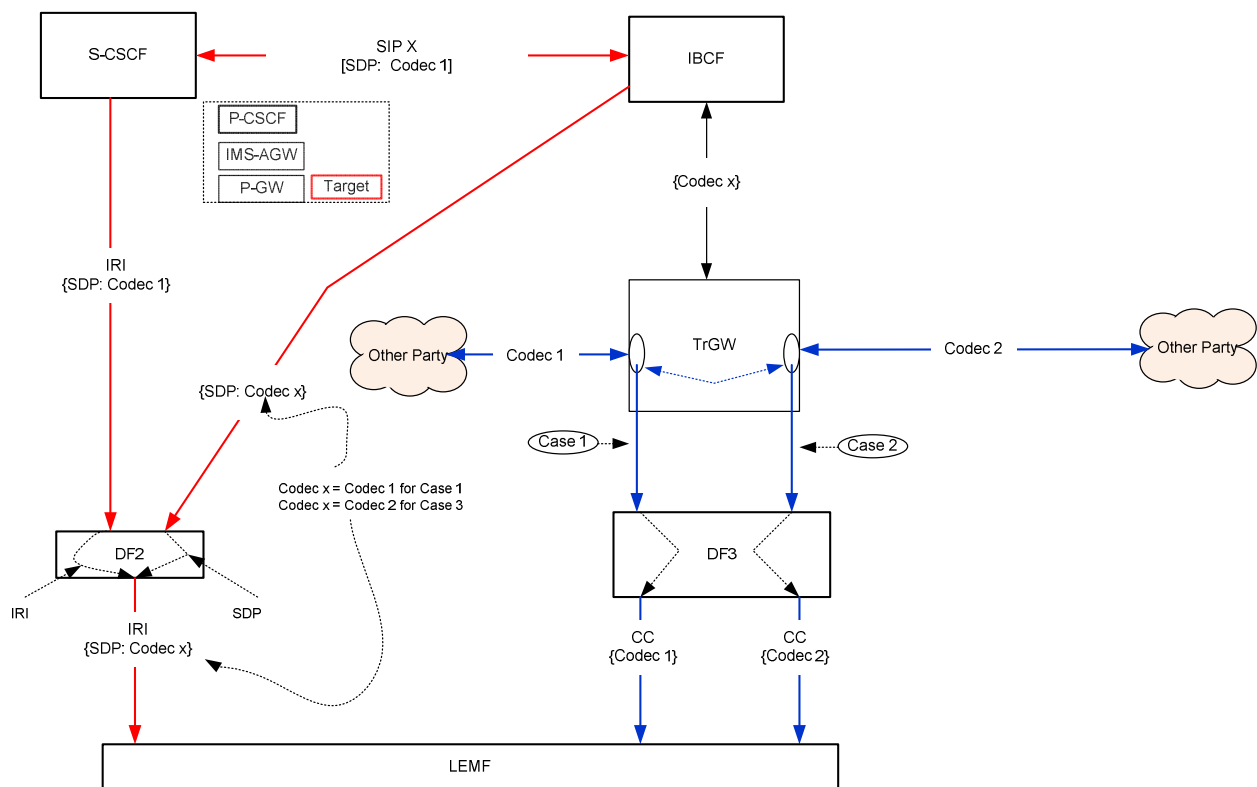 S-CSCF
SIP X
[SDP: Codec 1]
IBCF
P-CSCF
IMS-AGW
P-GW
Target
{Codec x}
IRI
{SDP: Codec 1}
Other Party
Codec 1
TrGW
Codec 2
Other Party
{SDP: Codec x}
Case 1
Case 2
Codec x = Codec 1 for Case 1
Codec x = Codec 2 for Case 3
DF2
DF3
IRI
SDP
IRI
{SDP: Codec x}
CC
{Codec 1}
CC
{Codec 2}
LEMF